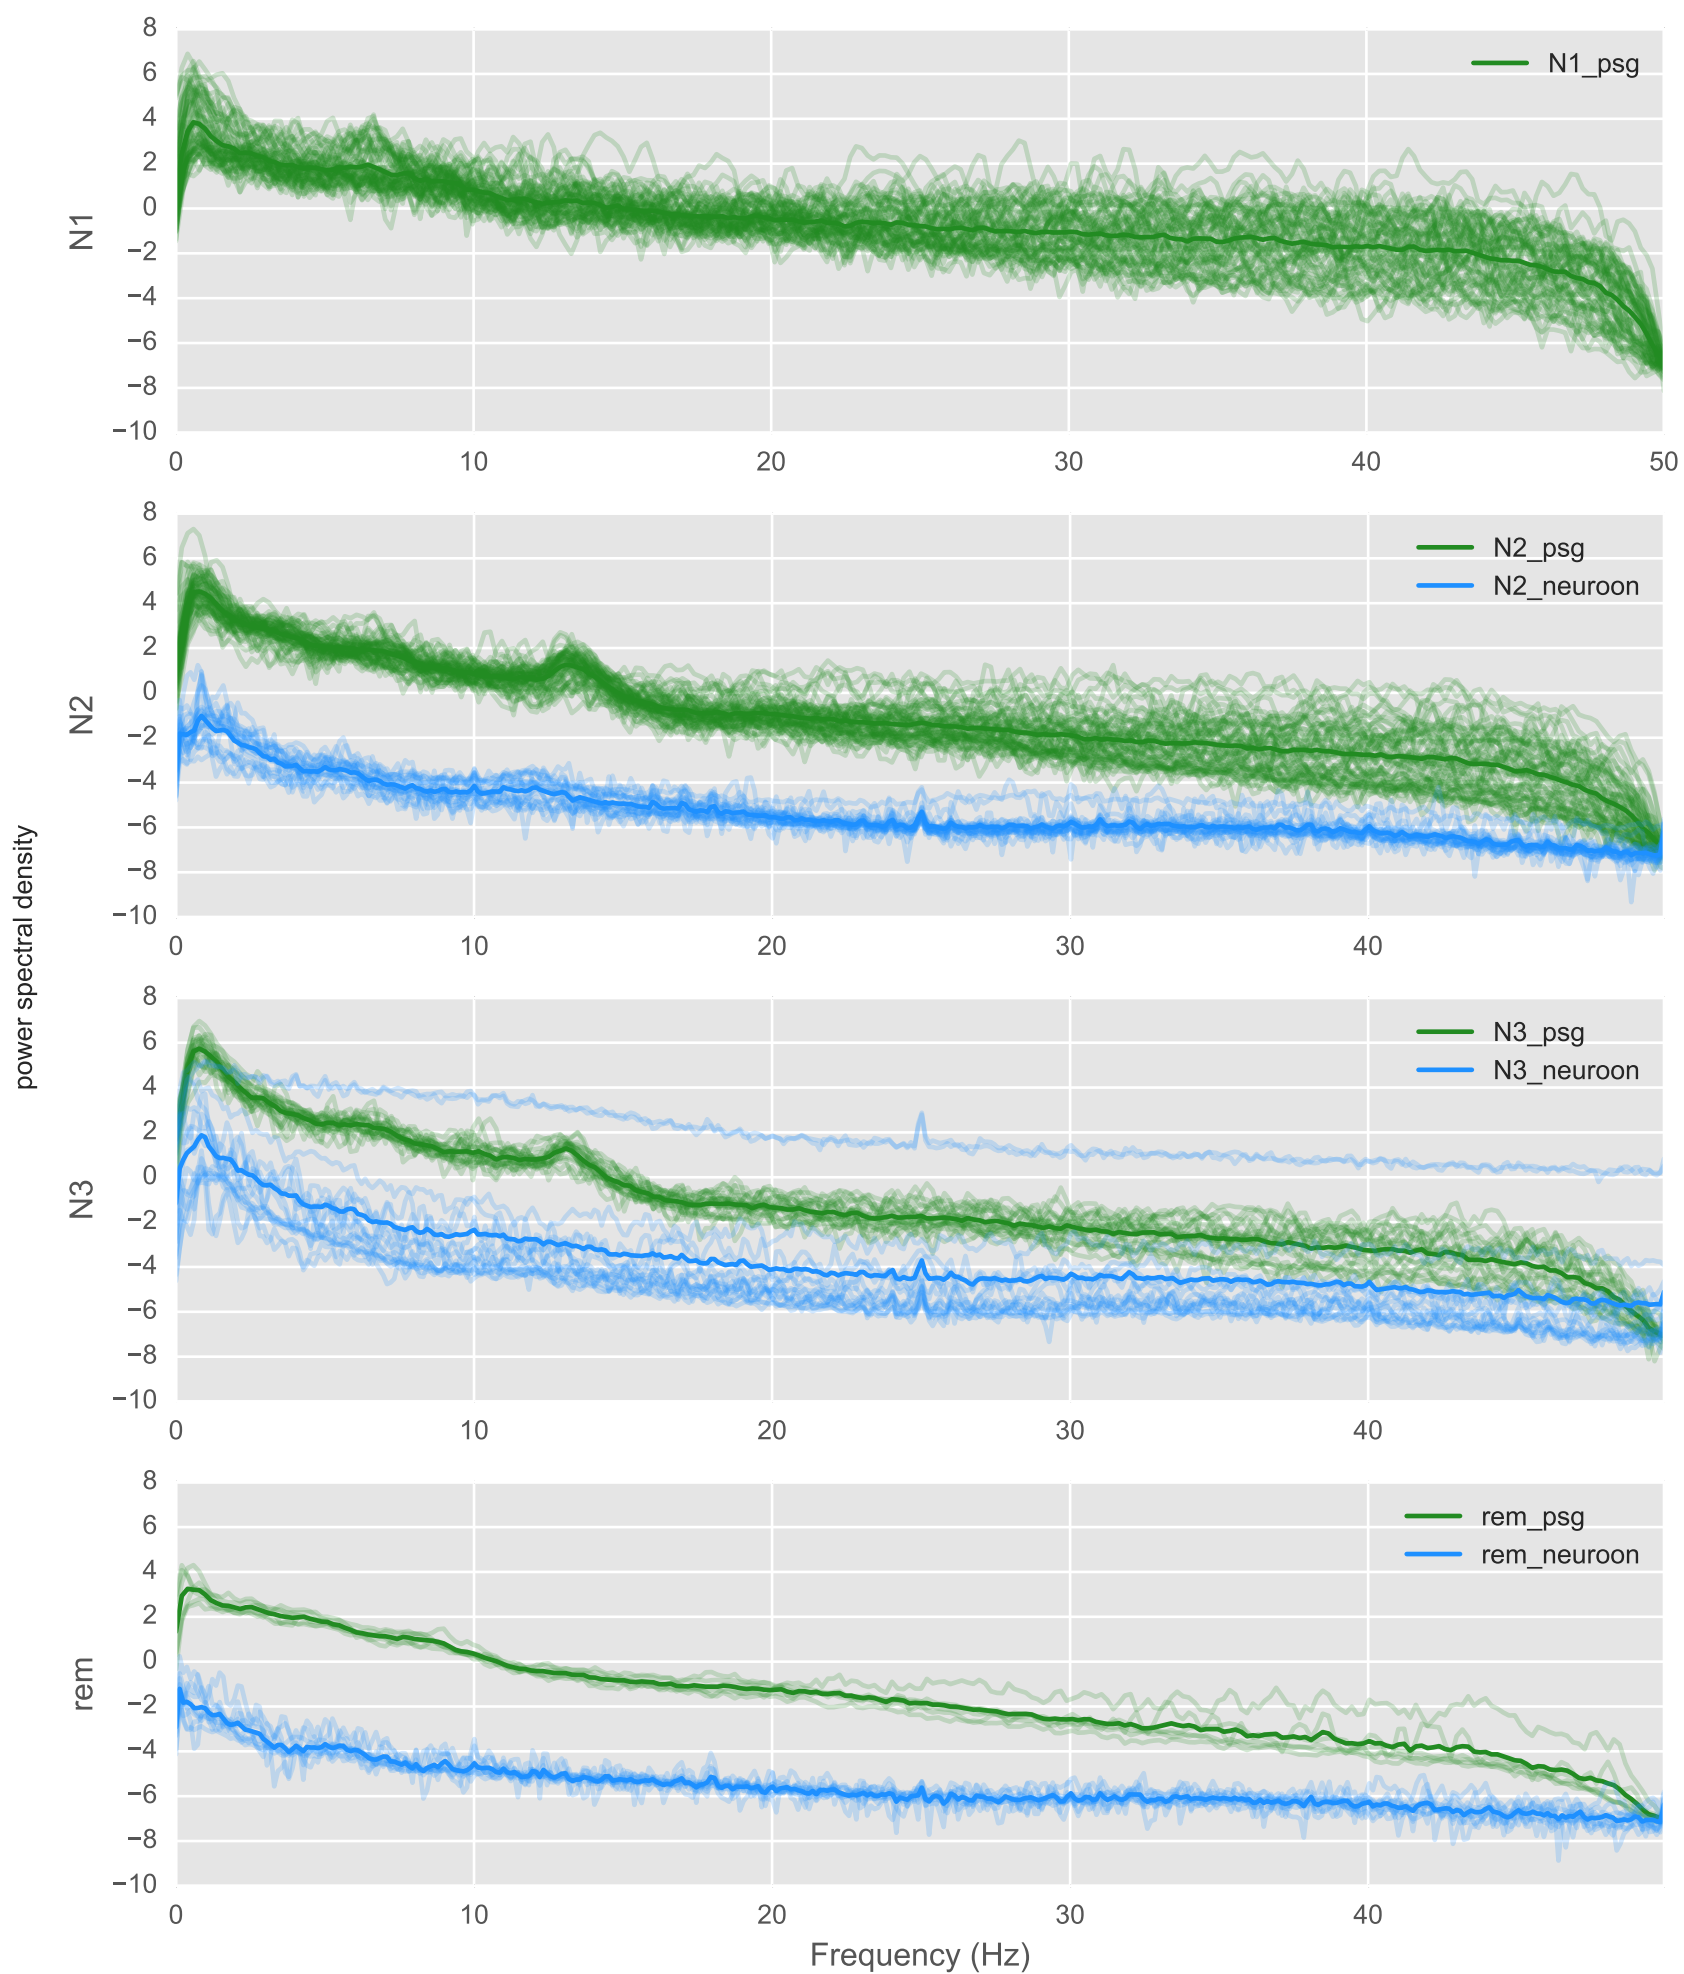 power spectral density
N1
8
6
4
2
0
−2
−4
−6
−8
−10
N1_psg
0 10 20 30 40 50
N2
8
6
4
2
0
−2
−4
−6
−8
−10
N2_psg
N2_neuroon
0 10 20 30 40
N3
8
6
4
2
0
−2
−4
−6
−8
−10
N3_psg
N3_neuroon
0 10 20 30 40
rem
8
6
4
2
0
−2
−4
−6
−8
−10
rem_psg
rem_neuroon
0 10 20 30 40
Frequency (Hz)